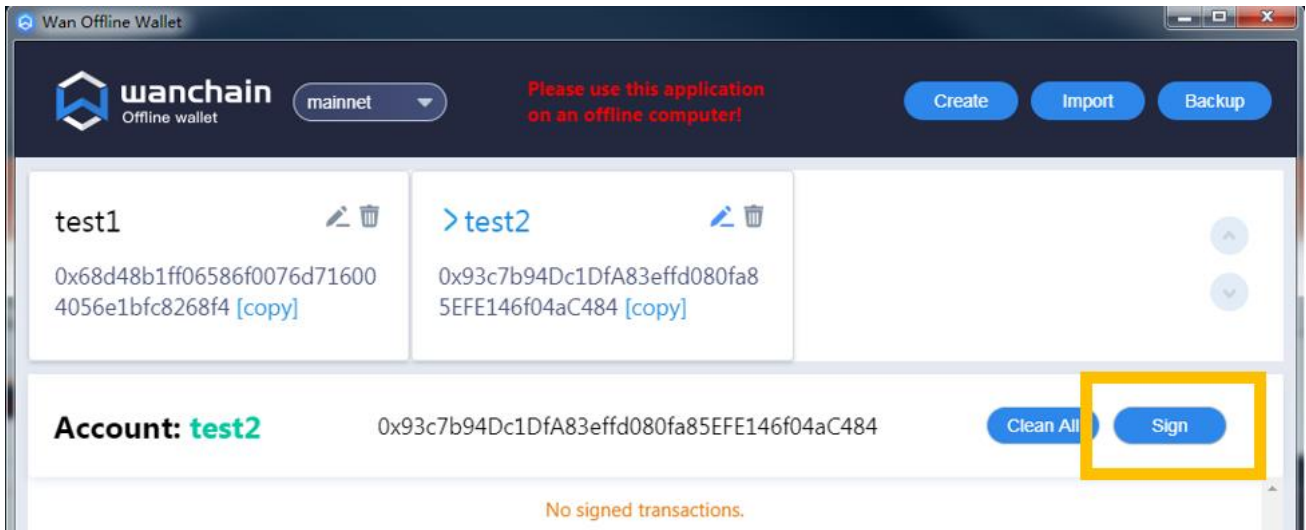 Wan Offline Wallet
wanchain
Offline wallet
mainnet
Please use this application
on an offline computer!
Create
Import
Backup
test1
0x68d48b1ff06586f0076d71600
4056e1bfc8268f4 [copy]
>test2
0x93c7b94Dc1DfA83effd080fa8
5EFE146f04aC484 [copy]
Account: test2
0x93c7b94Dc1DfA83effd080fa85EFE146f04aC484
Clean All
Sign
No signed transactions.